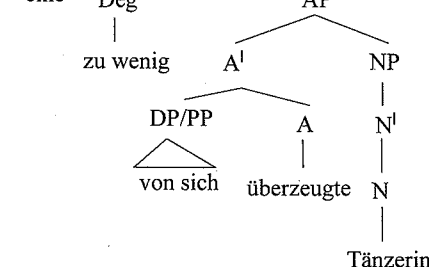 eine Deg AP
zu wenig A^I NP
DP/PP A N^I
von sich überzeugte N
Tänzerin